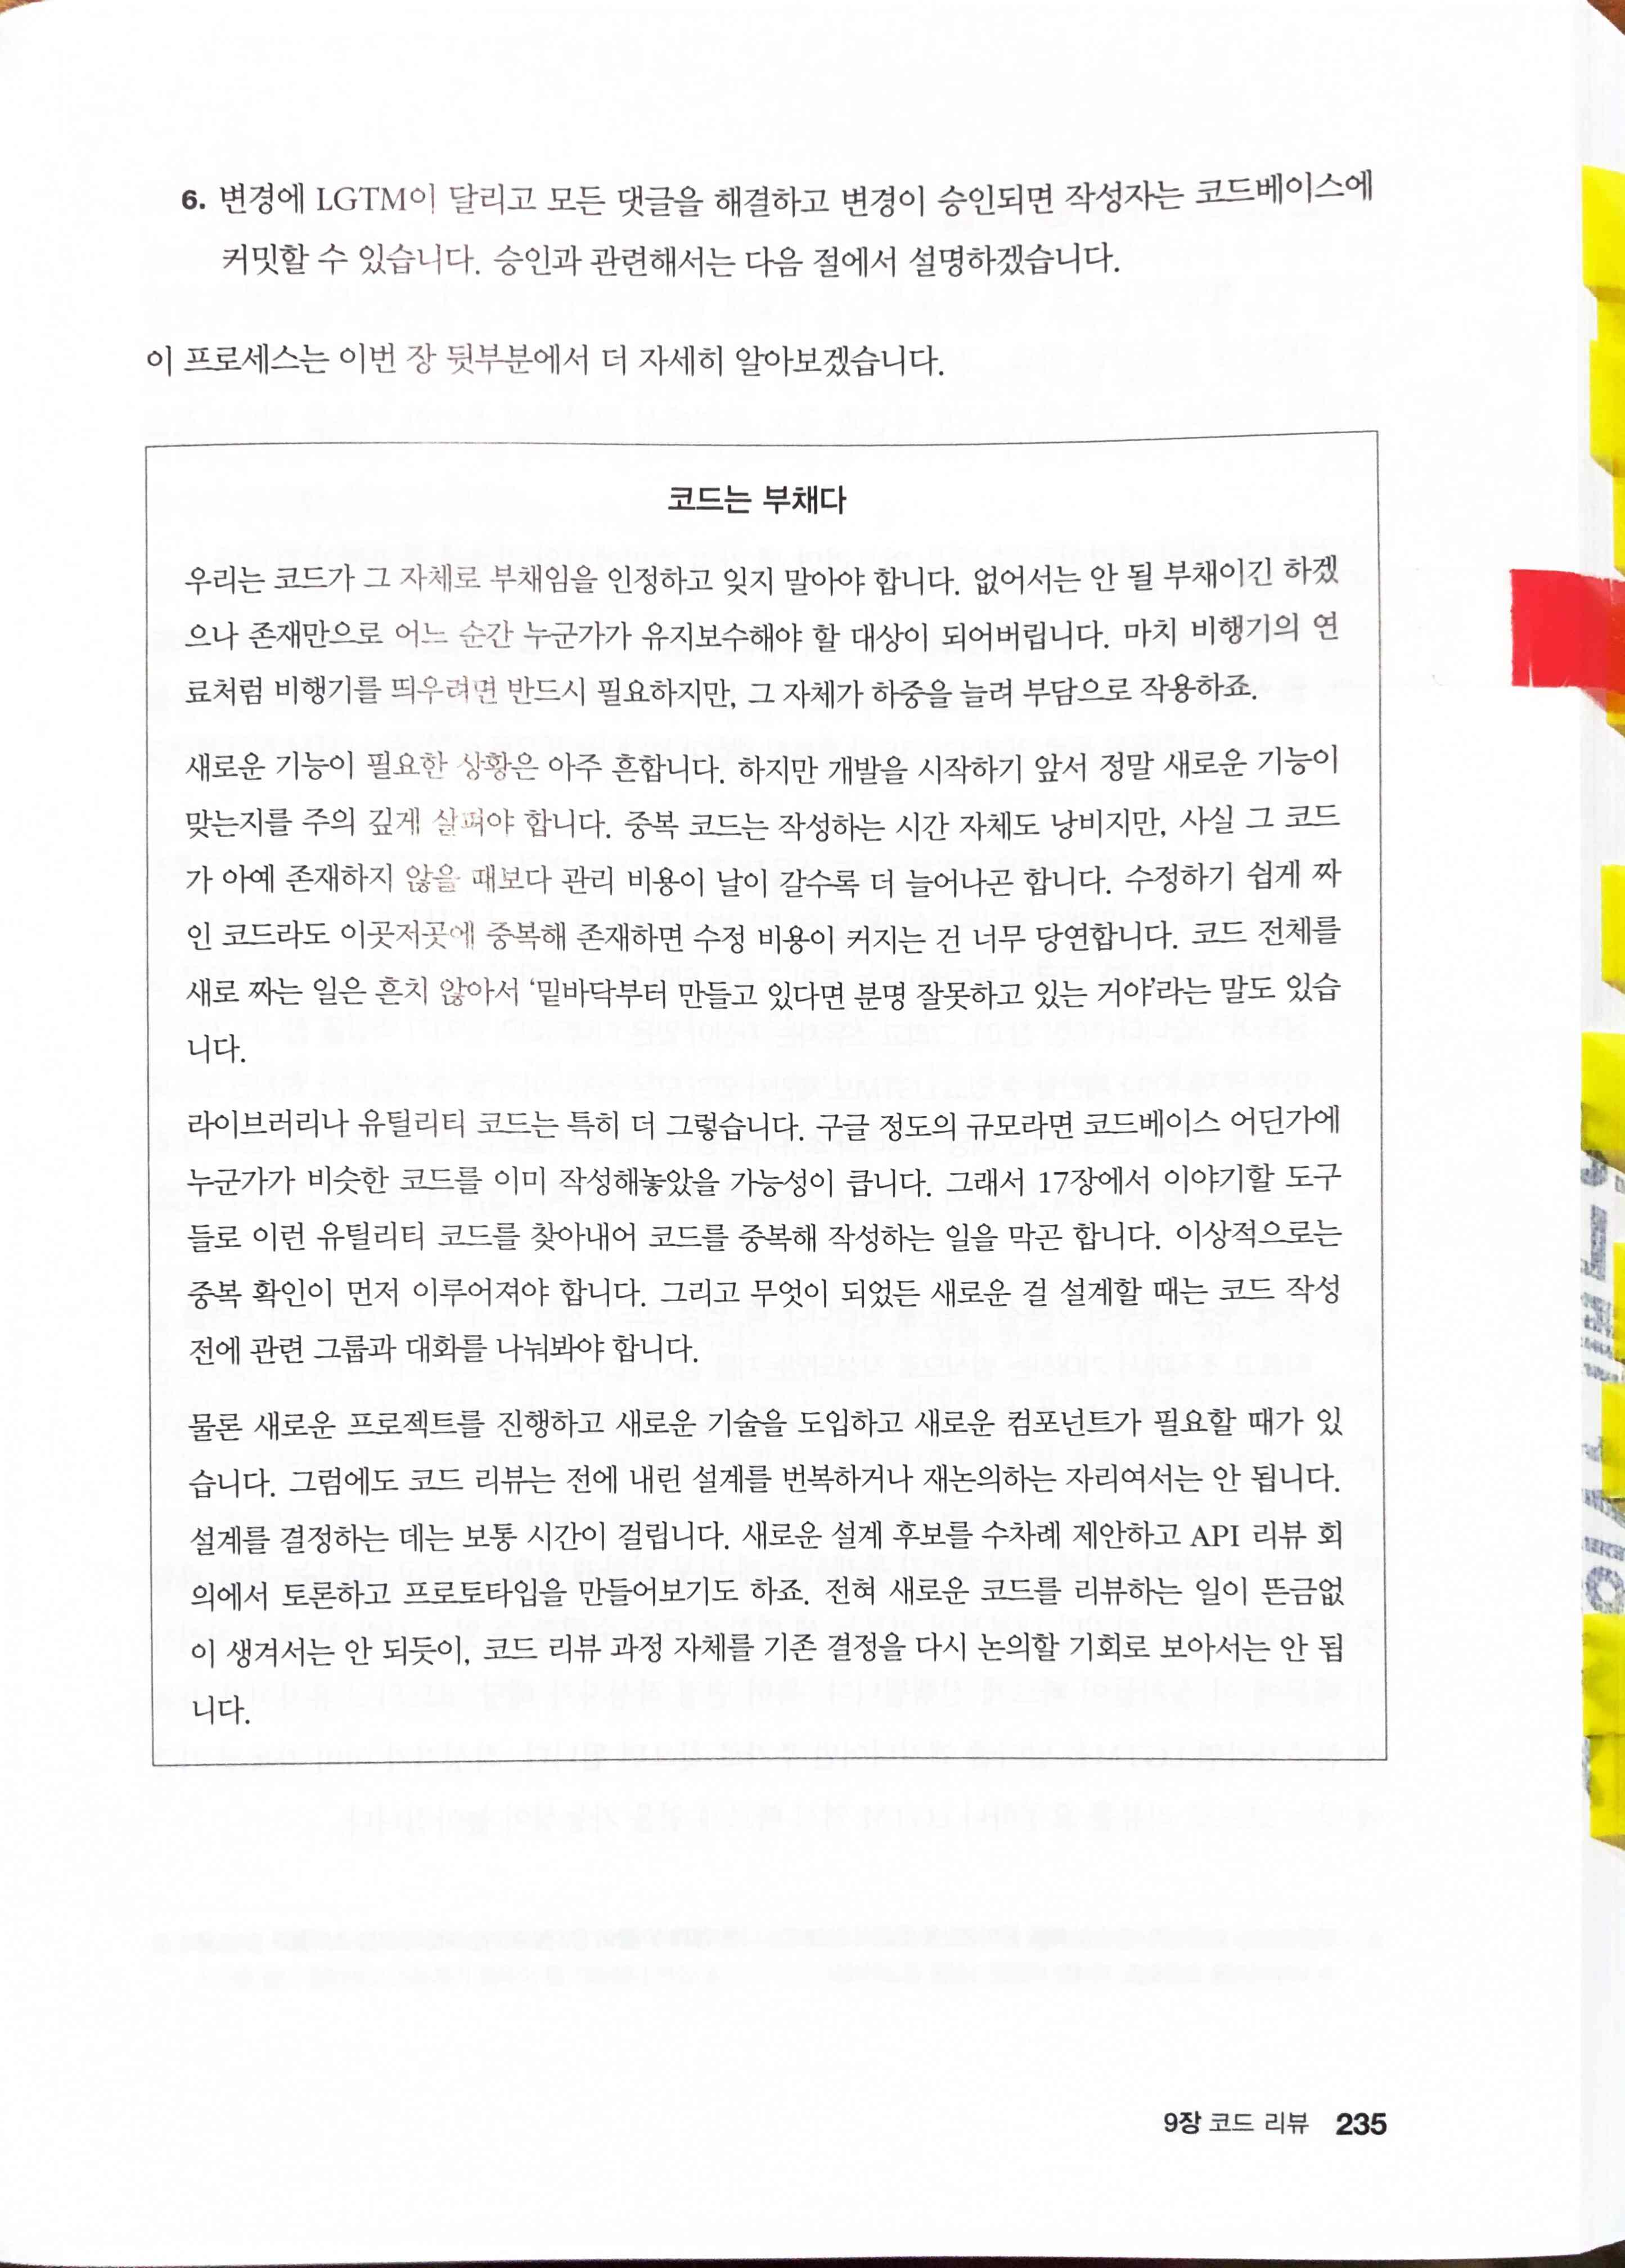 6. 변경에 LGTM이 달리고 모든 댓글을 해결하고 변경이 승인되면 작성자는 코드베이스에
커밋할 수 있습니다. 승인과 관련해서는 다음 절에서 설명하겠습니다.
이 프로세스는 이번 장 뒷부분에서 더 자세히 알아보겠습니다.
코드는 부채다
우리는 코드가 그 자체로 부채임을 인정하고 잊지 말아야 합니다. 없어서는 안 될 부채이긴 하겠
으나 존재만으로 어느 순간 누군가가 유지보수해야 할 대상이 되어버립니다. 마치 비행기의 연
료처럼 비행기를 띄우려면 반드시 필요하지만, 그 자체가 하중을 늘려 부담으로 작용하죠.
새로운 기능이 필요한 상황은 아주 흔합니다. 하지만 개발을 시작하기 앞서 정말 새로운 기능이
맞는지를 주의 깊게 살펴야 합니다. 중복 코드는 작성하는 시간 자체도 낭비지만, 사실 그 코드
가 아예 존재하지 않을 때보다 관리 비용이 날이 갈수록 더 늘어나곤 합니다. 수정하기 쉽게 짜
인 코드라도 이곳저곳에 중복해 존재하면 수정 비용이 커지는 건 너무 당연합니다. 코드 전체를
새로 짜는 일은 흔치 않아서 ‘밑바닥부터 만들고 있다면 분명 잘못하고 있는 거야’라는 말도 있습
니다.
라이브러리나 유틸리티 코드는 특히 더 그렇습니다. 구글 정도의 규모라면 코드베이스 어딘가에
누군가가 비슷한 코드를 이미 작성해놓았을 가능성이 큽니다. 그래서 17장에서 이야기할 도구
들로 이런 유틸리티 코드를 찾아내어 코드를 중복해 작성하는 일을 막곤 합니다. 이상적으로는
중복 확인이 먼저 이루어져야 합니다. 그리고 무엇이 되었든 새로운 걸 설계할 때는 코드 작성
전에 관련 그룹과 대화를 나눠봐야 합니다.
물론 새로운 프로젝트를 진행하고 새로운 기술을 도입하고 새로운 컴포넌트가 필요할 때가 있
습니다. 그럼에도 코드 리뷰는 전에 내린 설계를 번복하거나 재논의하는 자리여서는 안 됩니다.
설계를 결정하는 데는 보통 시간이 걸립니다. 새로운 설계 후보를 수차례 제안하고 API 리뷰 회
의에서 토론하고 프로토타입을 만들어보기도 하죠. 전혀 새로운 코드를 리뷰하는 일이 뜬금없
이 생겨서는 안 되듯이, 코드 리뷰 과정 자체를 기존 결정을 다시 논의할 기회로 보아서는 안 됩
니다.
9장 코드 리뷰 235